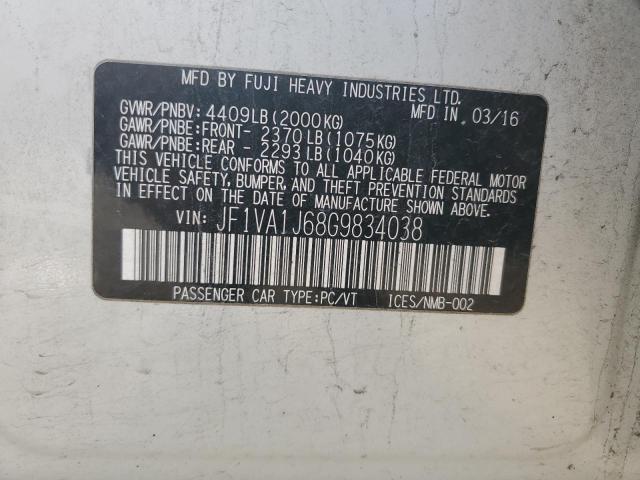 MFD BY FUJI HEAVY INDUSTRIES LTD.
GVWR/PNBV: 4409LB(2000KG) MFD IN 03/16
GAWR/PNBE:FRONT- 2370LB(1075KG)
GAWR/PNBE:REAR - 2293LB(1040KG)
THIS VEHICLE CONFORMS TO ALL APPLICABLE FEDERAL MOTOR
VEHICLE SAFETY, BUMPER, AND THEFT PREVENTION STANDARDS
IN EFFECT ON THE DATE OF MANUFACTURE SHOWN ABOVE.
VIN: JF1VA1J68G9834038
PASSENGER CAR TYPE:PC/VT ICES/NMB-002